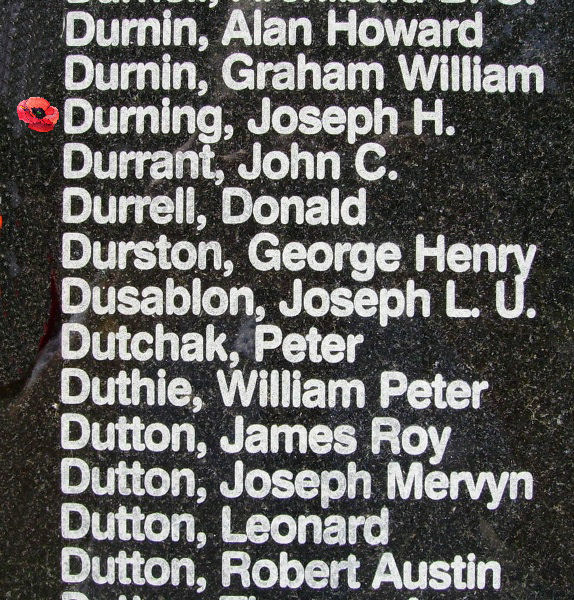 Durnin, Alan Howard
Durnin, Graham William
Durning, Joseph H.
Durrant, John C.
Durrell, Donald
Durston, George Henry
Dusablon, Joseph L. U.
Dutchak, Peter
Duthie, William Peter
Dutton, James Roy
Dutton, Joseph Mervyn
Dutton, Leonard
Dutton, Robert Austin